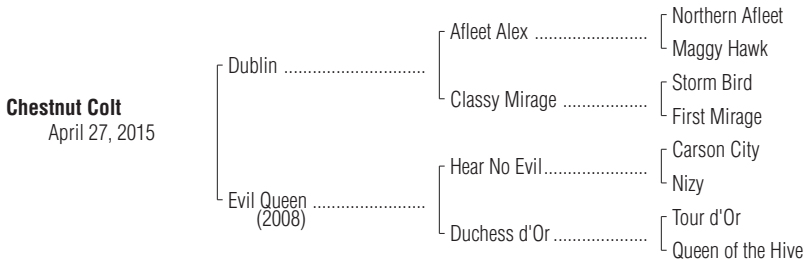 Northern Afleet
Afleet Alex ........................
Maggy Hawk
Dublin ..............................
Storm Bird
Classy Mirage ..................
First Mirage
Chestnut Colt
April 27, 2015
Carson City
Hear No Evil......................
Nizy
Evil Queen ........................
(2008)
Tour d'Or
Duchess d'Or ....................
Queen of the Hive